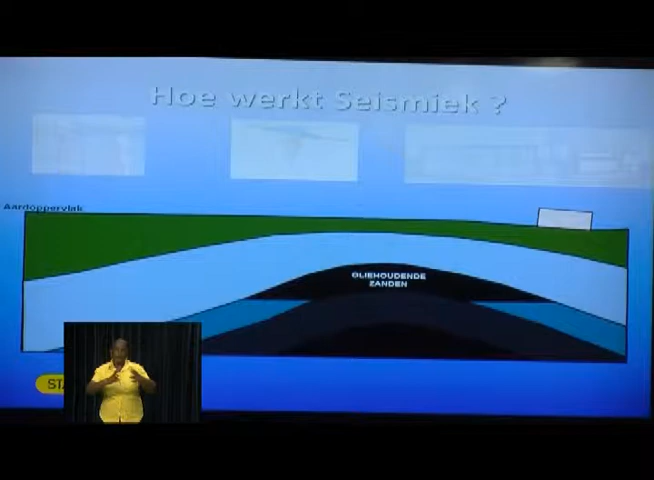 Hoe werkt Seismiek ?
Aardoppervlak
OLIEHOUDENDE
ZANDEN